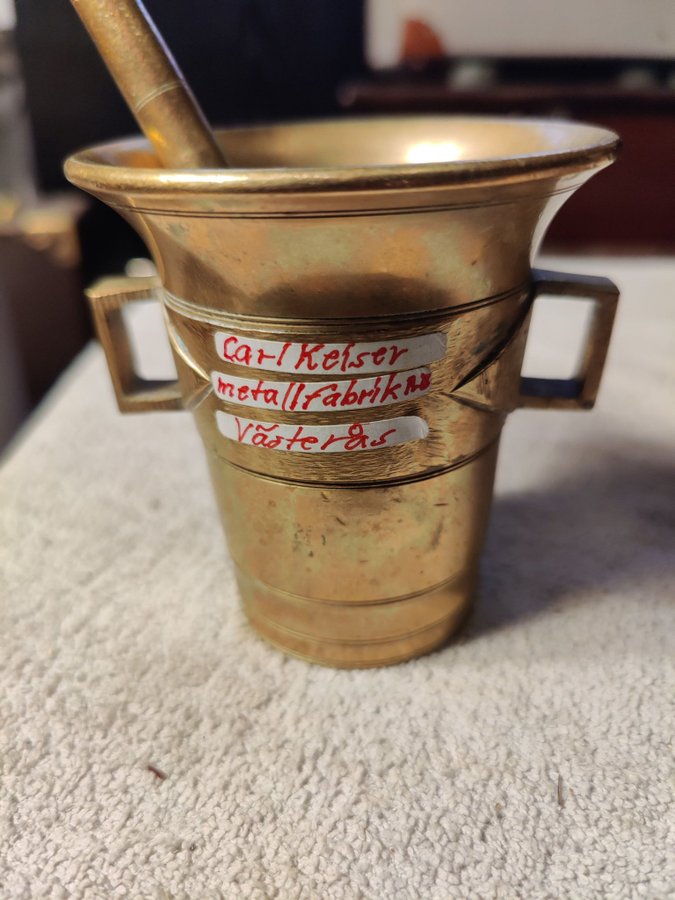 Carl Keiser
metallfabrik AB
Västerås